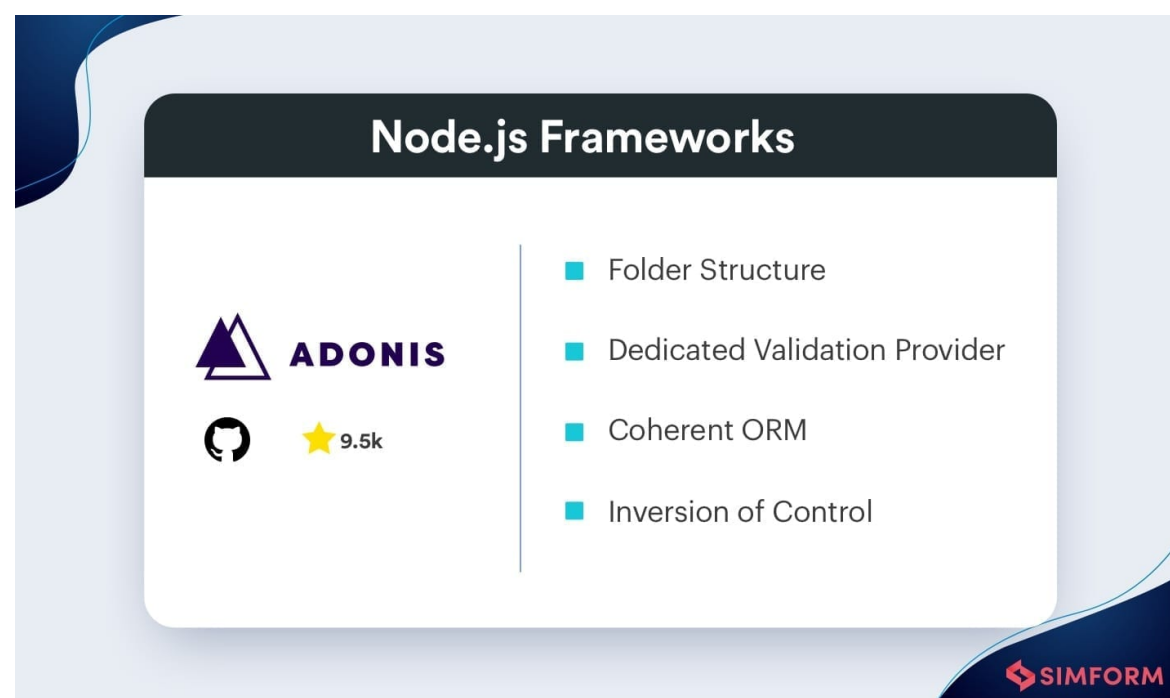 Node.js Frameworks
ADONIS
9.5k
Folder Structure
Dedicated Validation Provider
Coherent ORM
Inversion of Control
SIMFORM